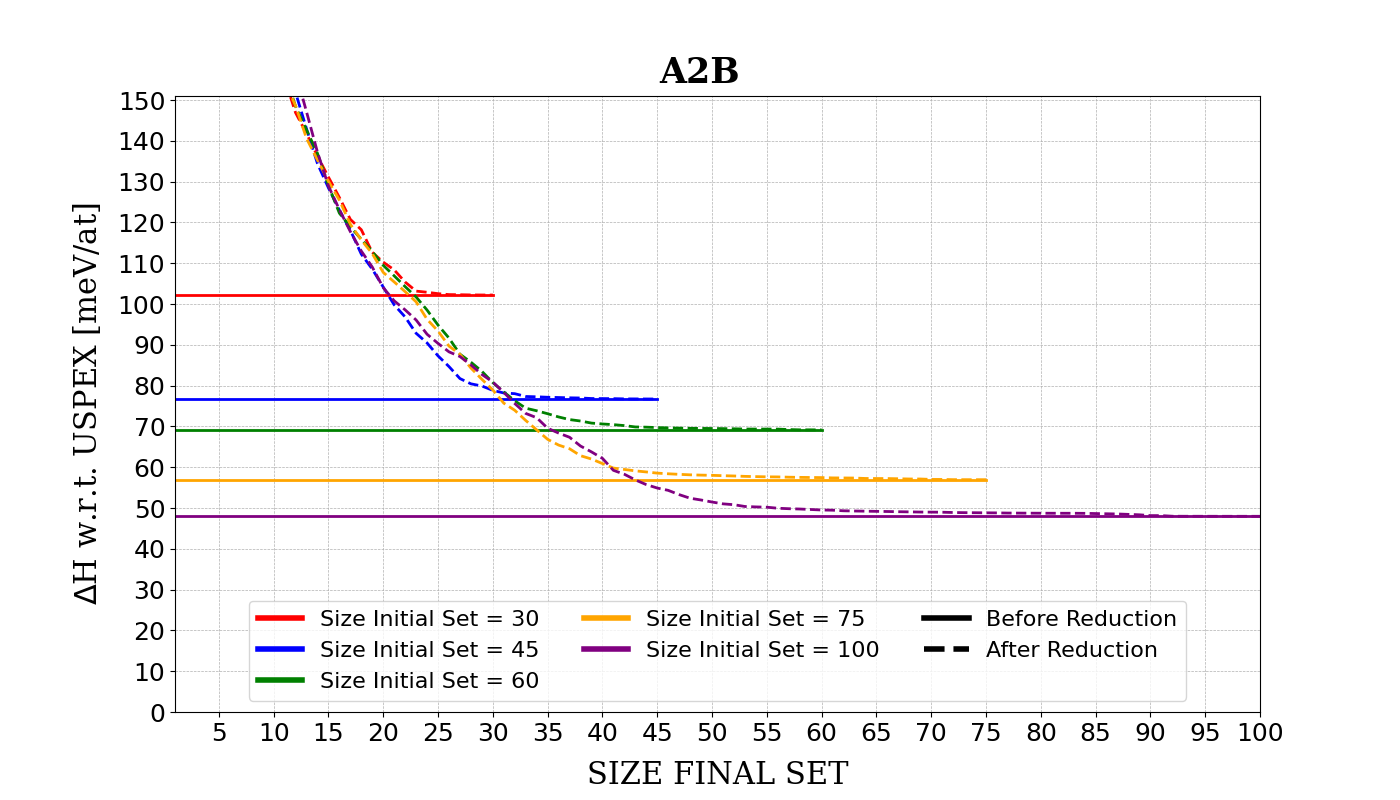 A2B
ΔH w.r.t. USPEX [meV/at]
150
140
130
120
110
100
90
80
70
60
50
40
30
20
10
0
Size Initial Set = 30
Size Initial Set = 45
Size Initial Set = 60
Size Initial Set = 75
Size Initial Set = 100
Before Reduction
After Reduction
5 10 15 20 25 30 35 40 45 50 55 60 65 70 75 80 85 90 95 100
SIZE FINAL SET